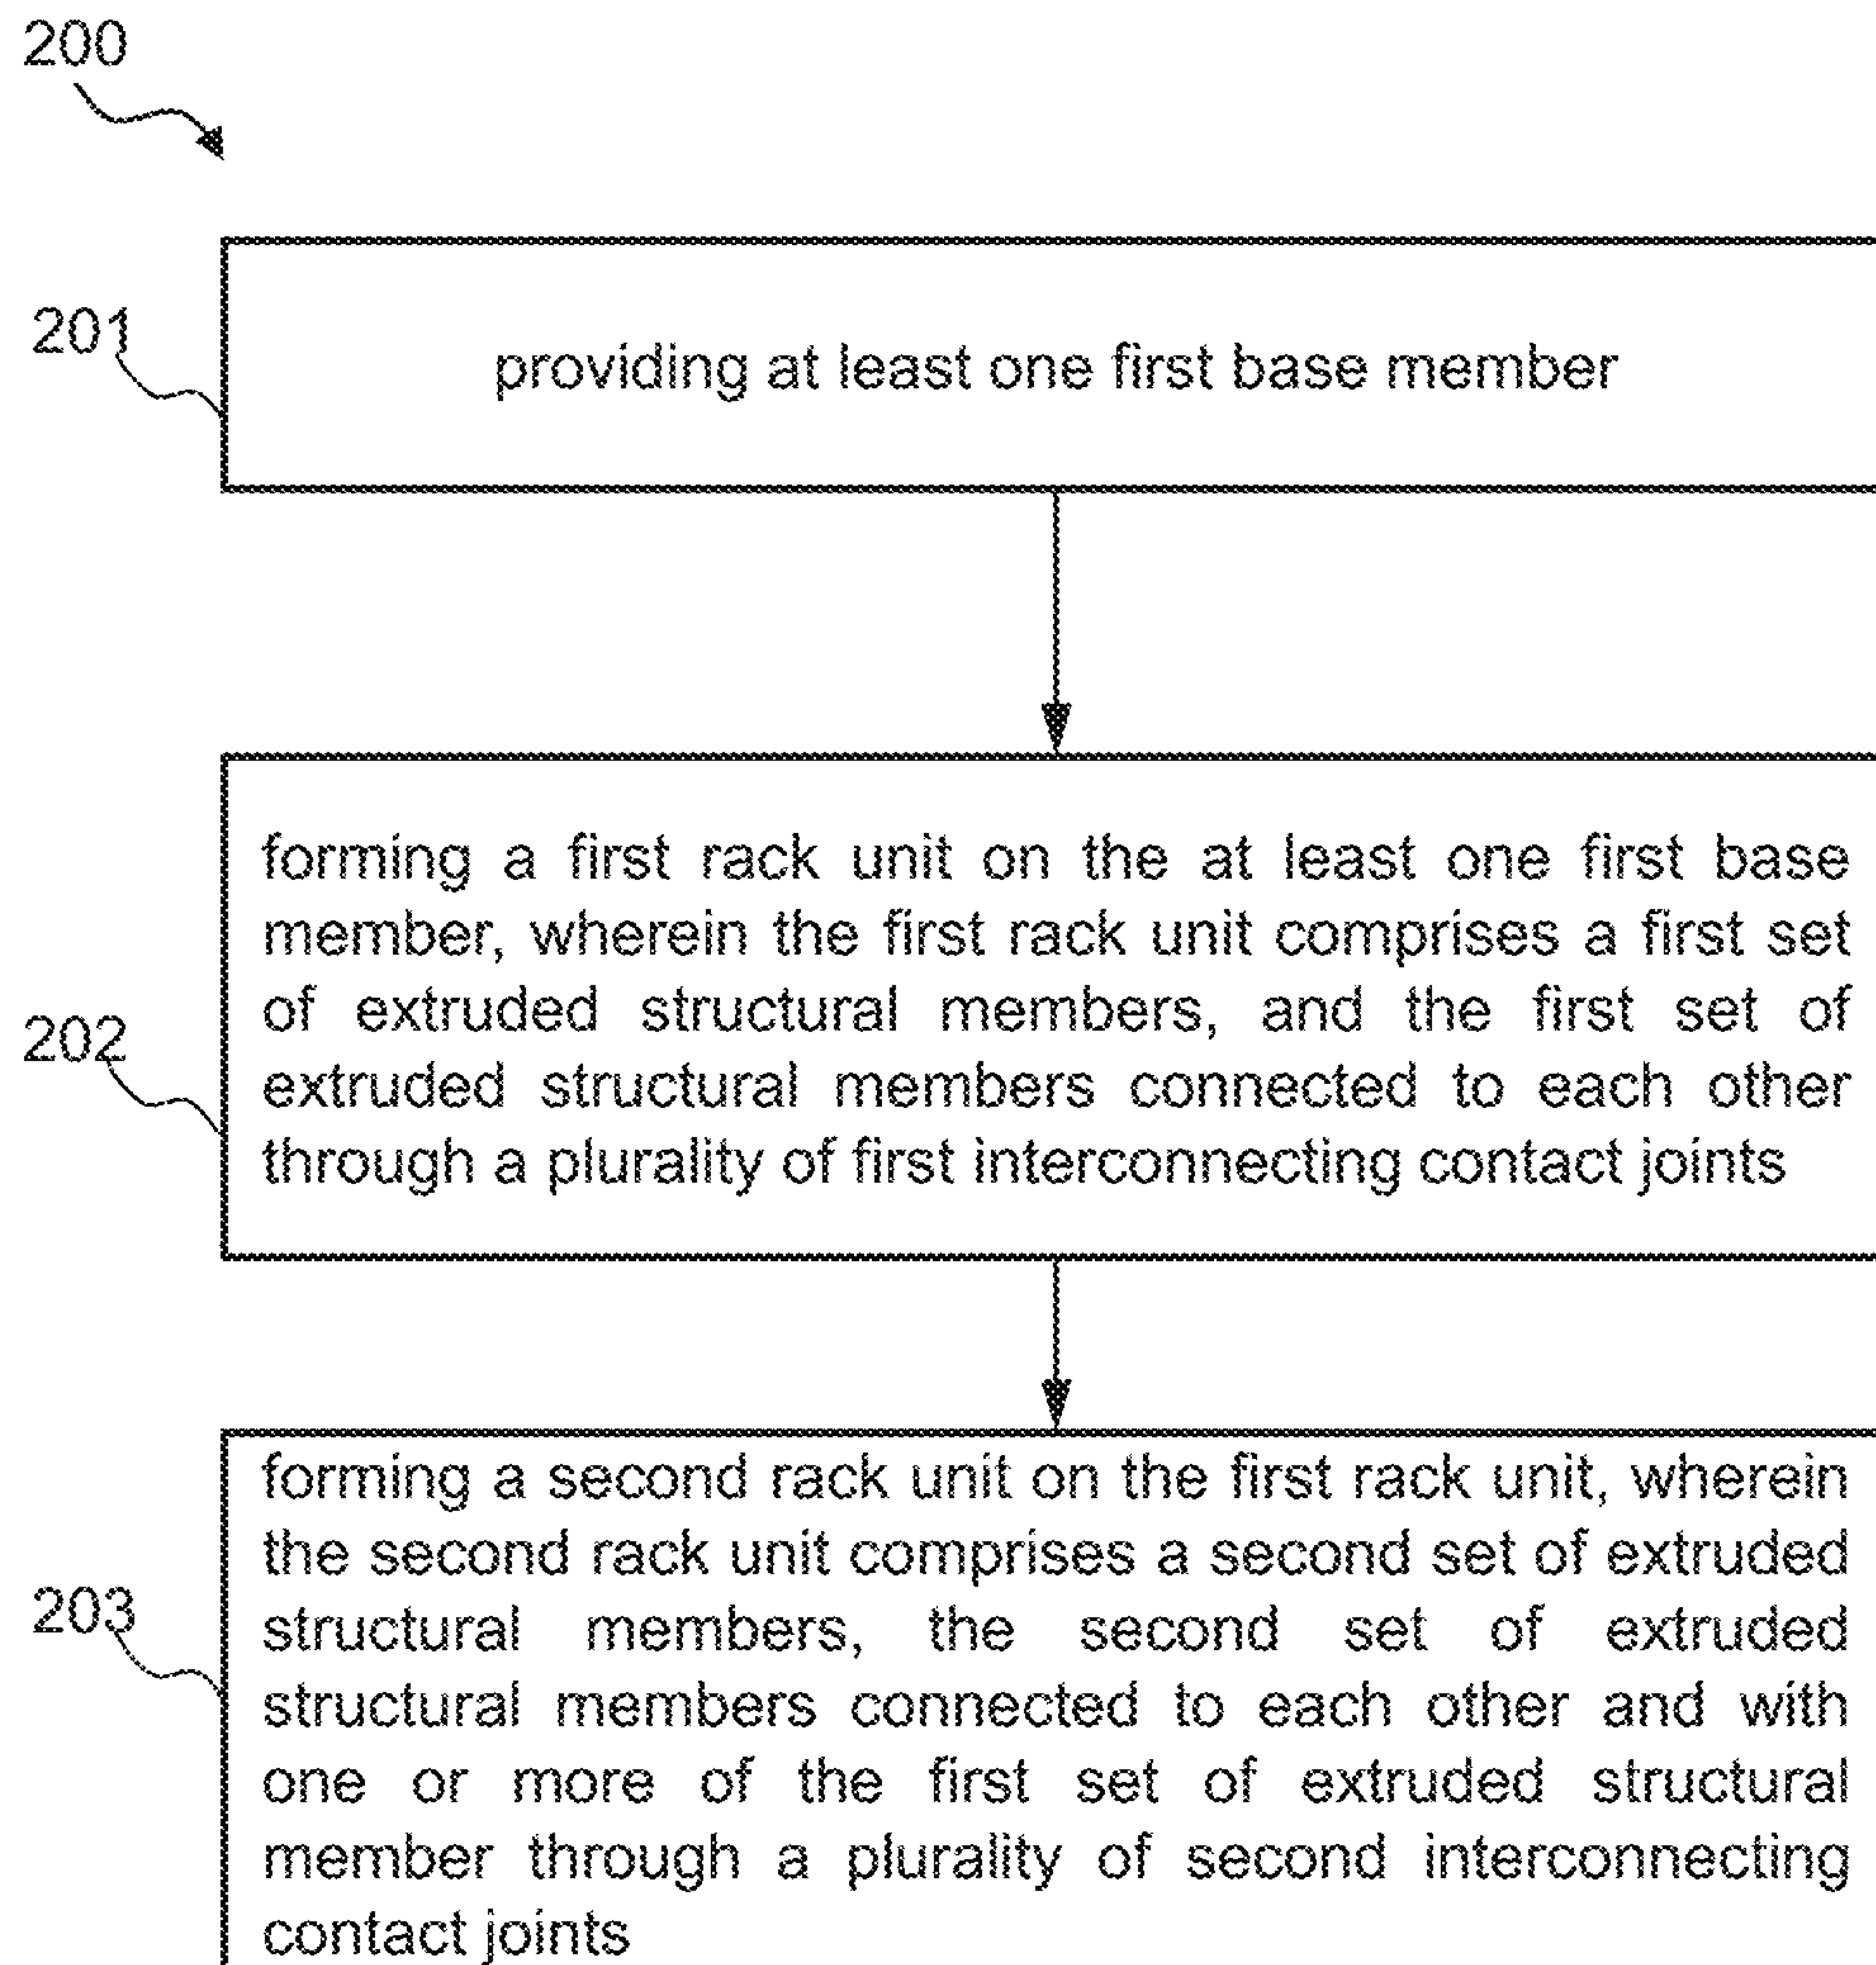 200
201
providing at least one first base member
202
forming a first rack unit on the at least one first base
member, wherein the first rack unit comprises a first set
of extruded structural members, and the first set of
extruded structural members connected to each other
through a plurality of first interconnecting contact joints
203
forming a second rack unit on the first rack unit, wherein
the second rack unit comprises a second set of extruded
structural members, the second set of extruded
structural members connected to each other and with
one or more of the first set of extruded structural
member through a plurality of second interconnecting
contact joints